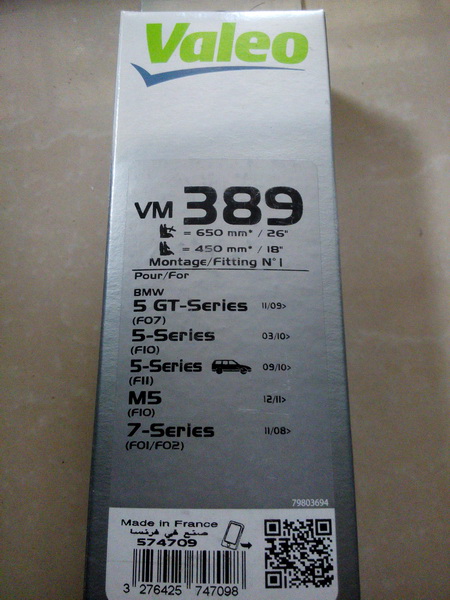 Valeo
VM 389
= 650 mm* / 26"
= 450 mm* / 18"
Montage/Fitting N°1
Pour/For
BMW
5 GT-Series 11/09>
(F07)
5-Series 03/10>
(F10)
5-Series 09/10>
(F11)
M5 12/11>
(F10)
7-Series 11/08>
(F01/F02)
79803694
Made in France
صنع في فرنسا
574709
3 276425 747098